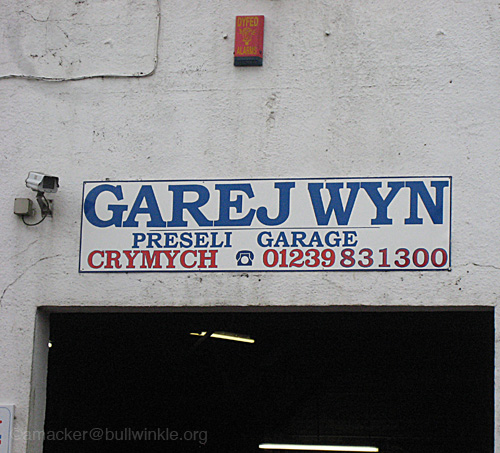 DYFED
ALARMS
GAREJ WYN
PRESELI GARAGE
CRYMYCH ☎ 01239 831300
camacker@bullwinkle.org